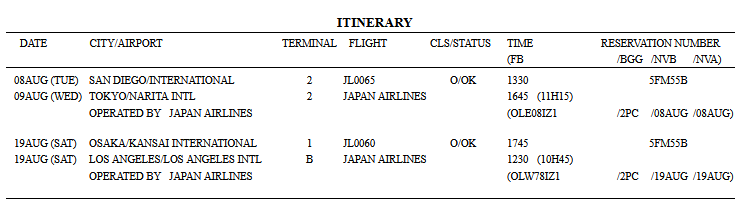 ITINERARY
DATE CITY/AIRPORT TERMINAL FLIGHT CLS/STATUS TIME RESERVATION NUMBER
(FB /BGG /NVB /NVA)
08AUG (TUE) SAN DIEGO/INTERNATIONAL 2 JL0065 O/OK 1330 5FM55B
09AUG (WED) TOKYO/NARITA INTL 2 JAPAN AIRLINES 1645 (11H15)
OPERATED BY JAPAN AIRLINES (OLE08IZ1 /2PC /08AUG /08AUG)
19AUG (SAT) OSAKA/KANSAI INTERNATIONAL 1 JL0060 O/OK 1745 5FM55B
19AUG (SAT) LOS ANGELES/LOS ANGELES INTL B JAPAN AIRLINES 1230 (10H45)
OPERATED BY JAPAN AIRLINES (OLW78IZ1 /2PC /19AUG /19AUG)